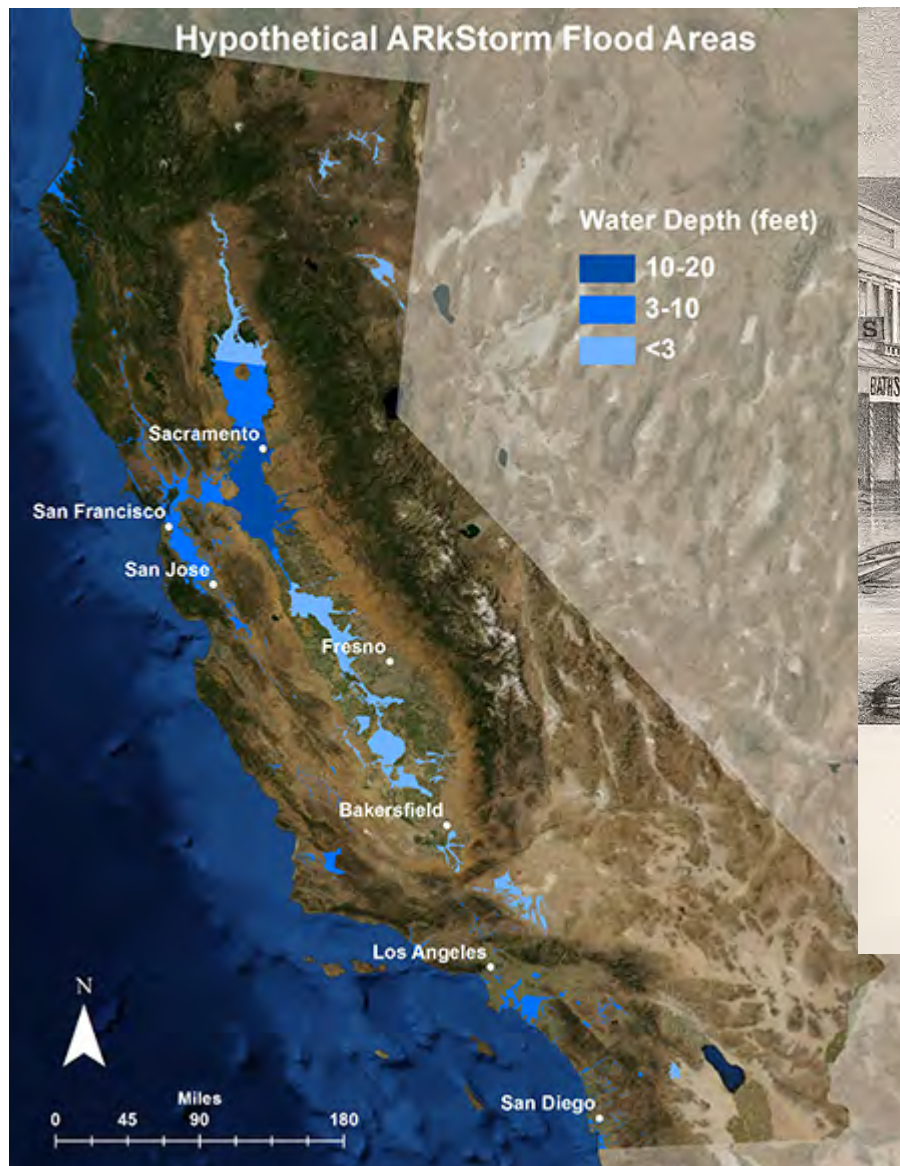 Hypothetical ARkStorm Flood Areas
Water Depth (feet)
10-20
3-10
<3
S
BATHS
Sacramento
San Francisco
San Jose
Fresno
Bakersfield
Los Angeles
N
San Diego
Miles
0 45 90 180